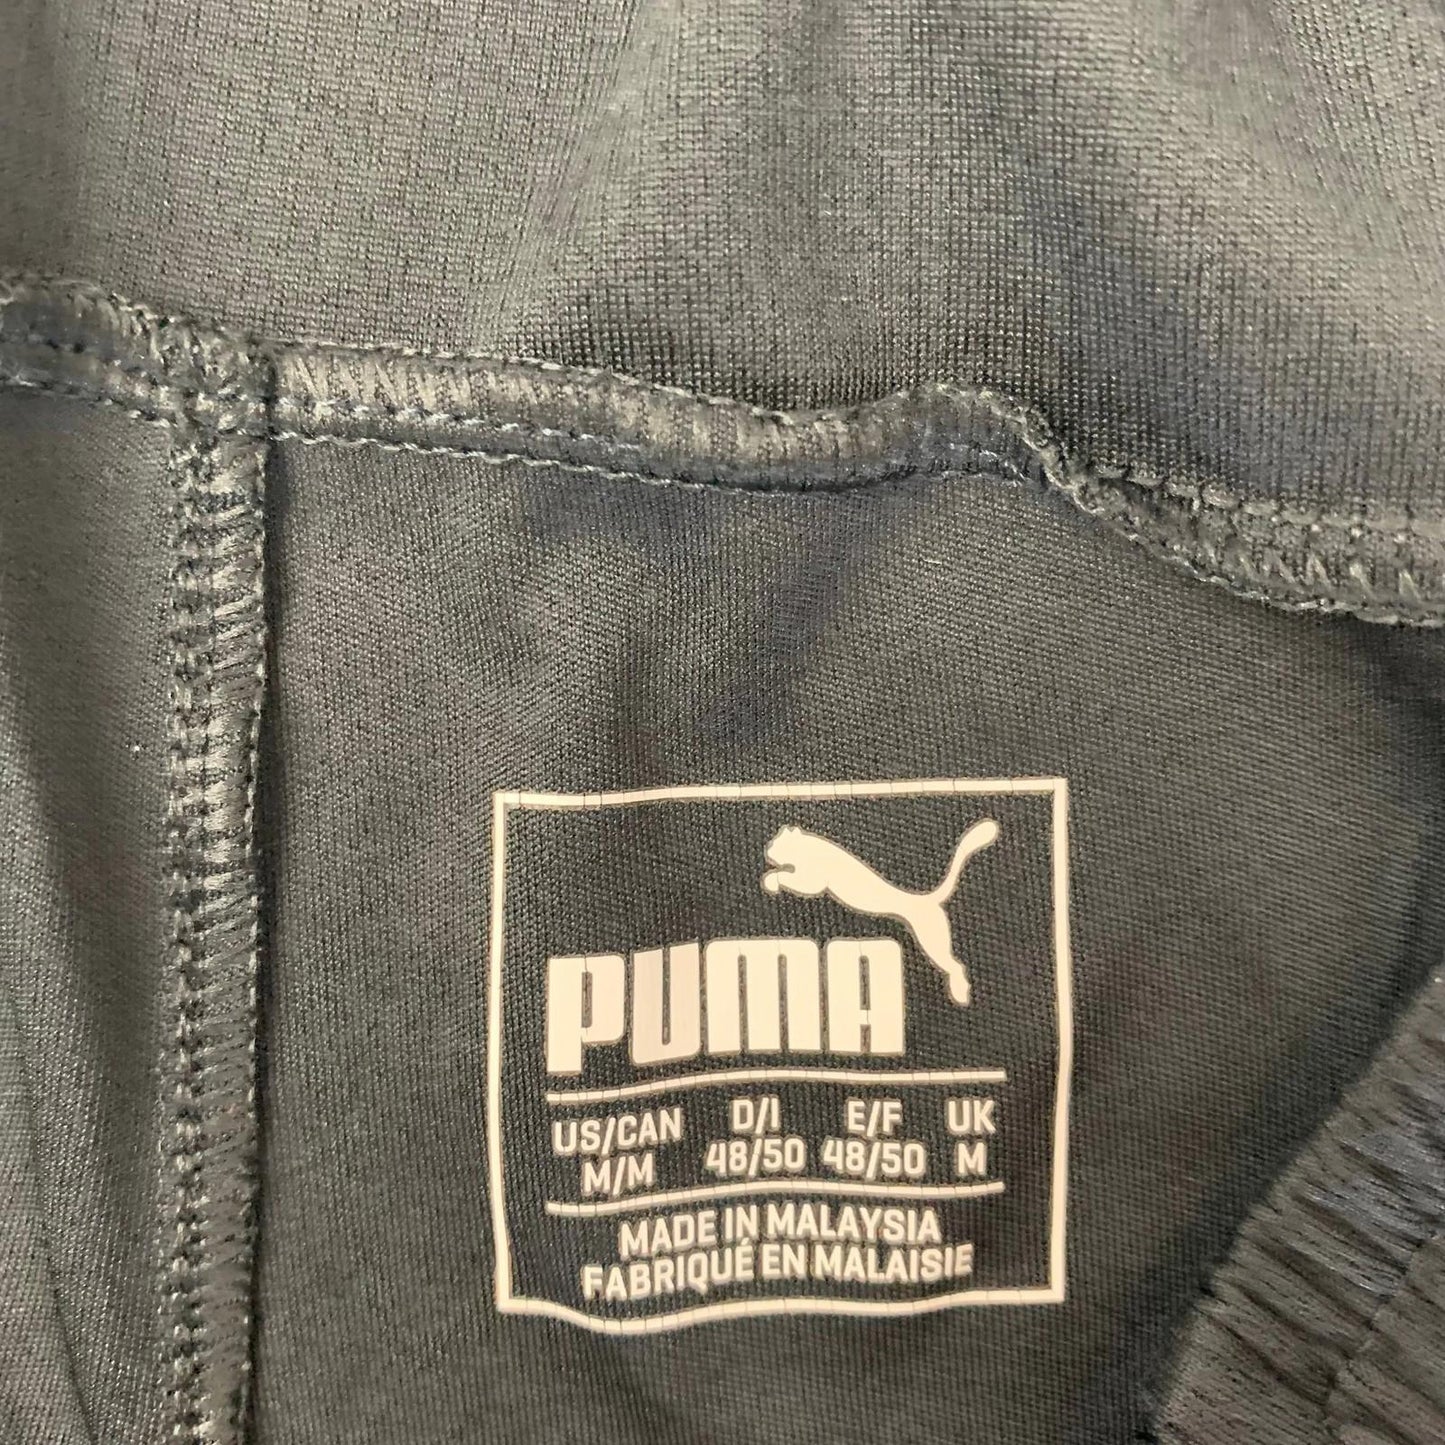 PUMA
US/CAN D/I E/F UK
M/M 48/50 48/50 M
MADE IN MALAYSIA
FABRIQUÉ EN MALAISIE